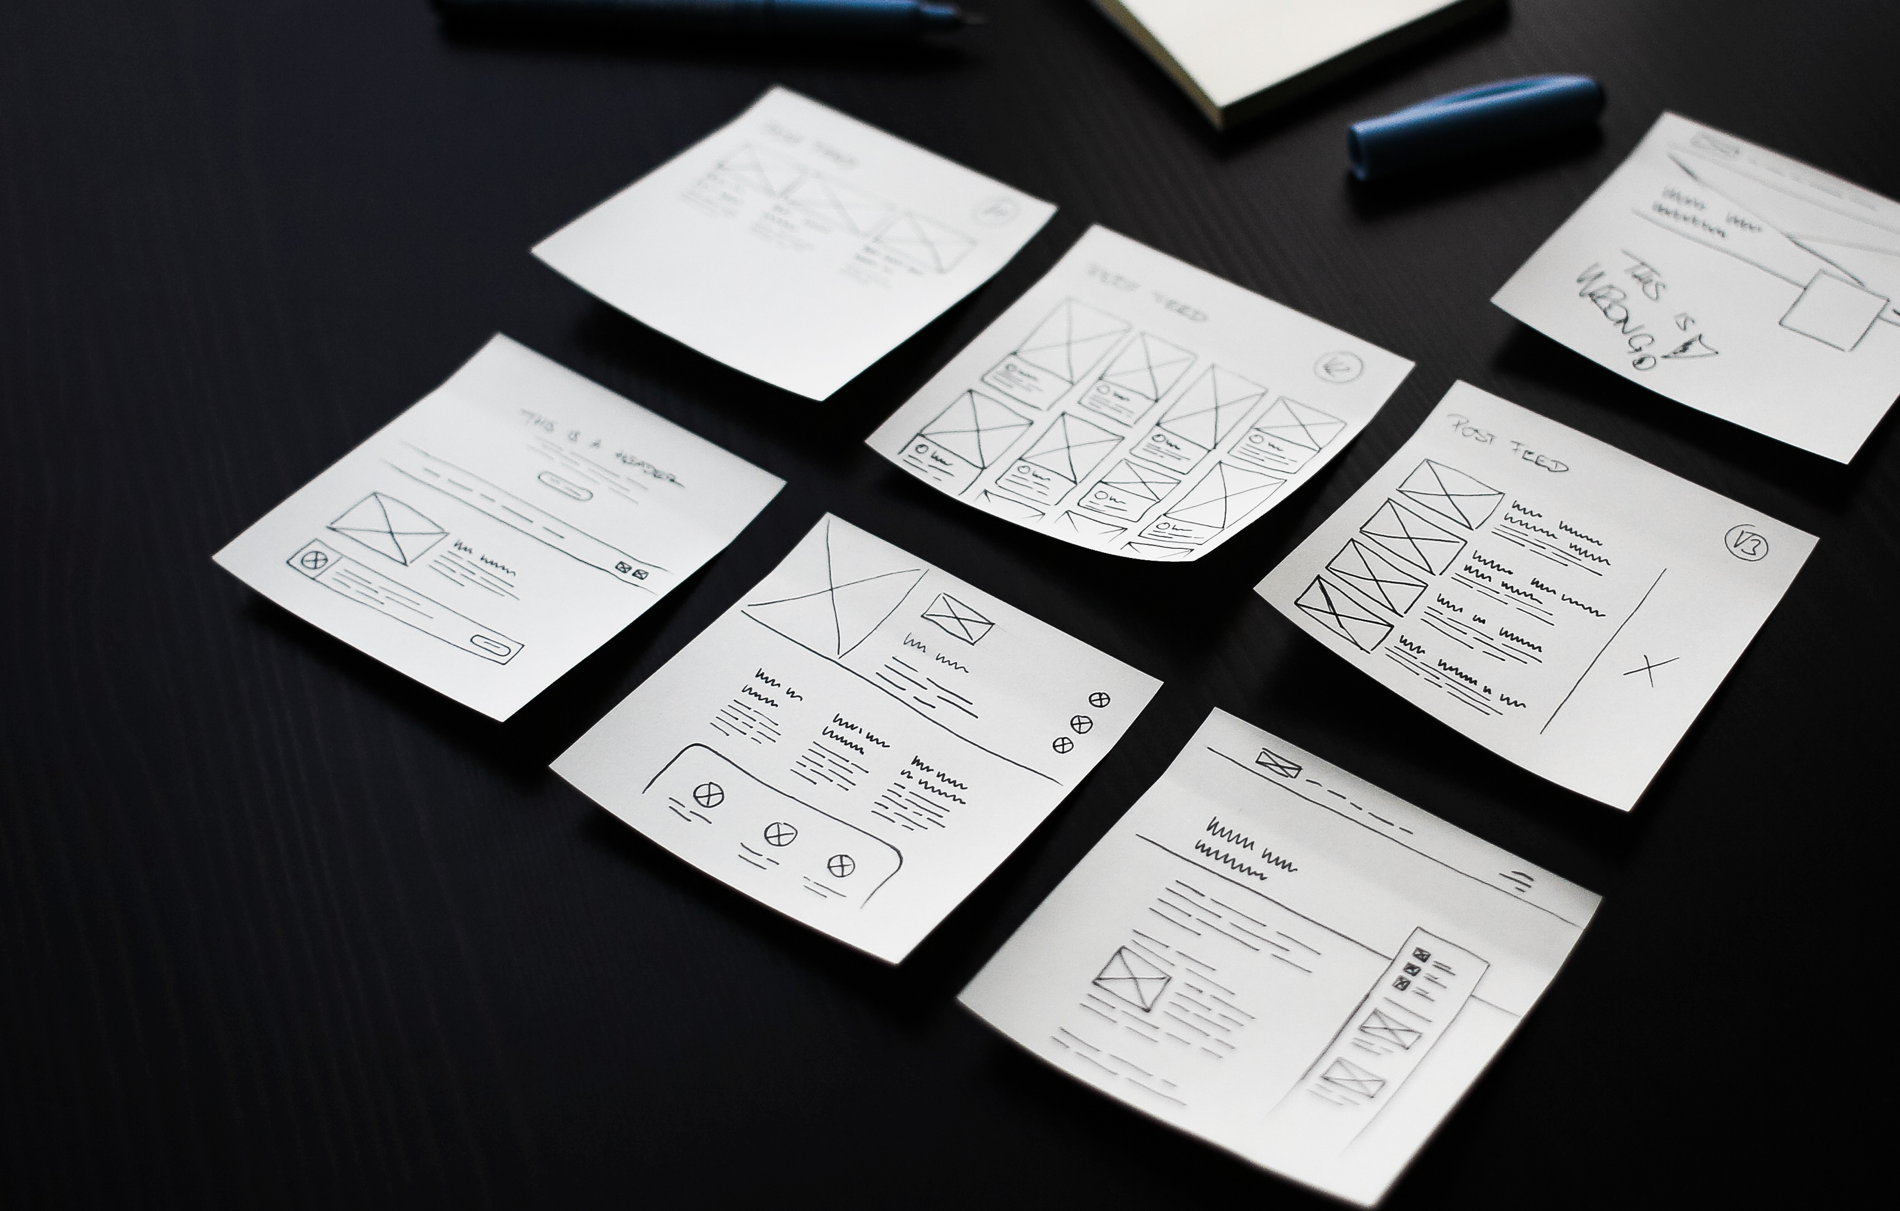 POST FEED
POST FEED
V2
THIS IS
WRONG
THIS IS A HEADER
POST FEED
V3